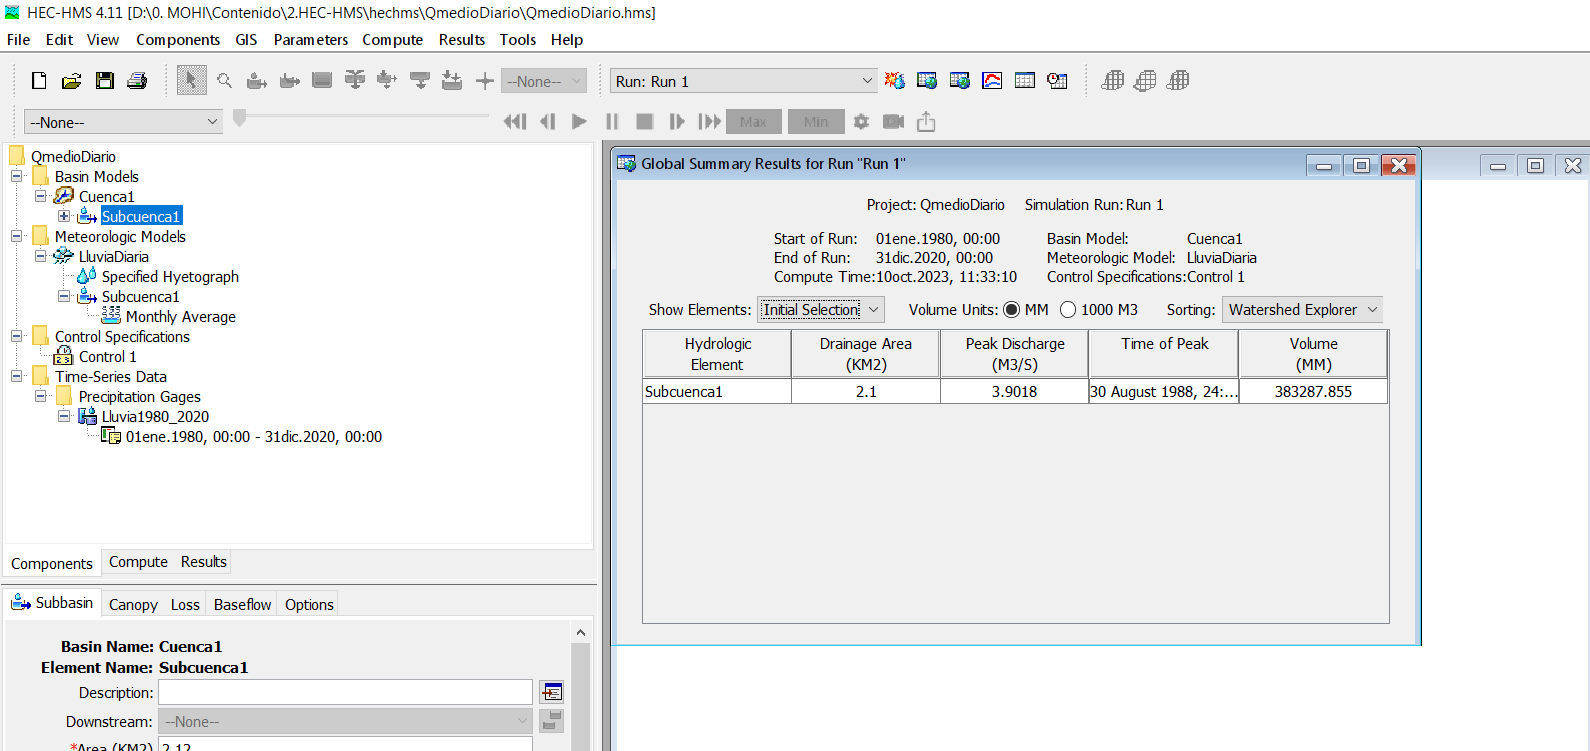 HEC-HMS 4.11 [D:\0. MOHI\Contenido\2.HEC-HMS\hechms\QmedioDiario\QmedioDiario.hms]
File Edit View Components GIS Parameters Compute Results Tools Help
--None--
Run: Run 1
--None--
Max
Min
QmedioDiario
Basin Models
Cuenca1
Subcuenca1
Meteorologic Models
LluviaDiaria
Specified Hyetograph
Subcuenca1
Monthly Average
Control Specifications
Control 1
Time-Series Data
Precipitation Gages
Lluvia1980_2020
01ene.1980, 00:00 - 31dic.2020, 00:00
Components Compute Results
Subbasin Canopy Loss Baseflow Options
Basin Name: Cuenca1
Element Name: Subcuenca1
Description:
Downstream: --None--
*Area (KM2) 2.12
Global Summary Results for Run "Run 1"
Project: QmedioDiario Simulation Run: Run 1
Start of Run: 01ene.1980, 00:00 Basin Model: Cuenca1
End of Run: 31dic.2020, 00:00 Meteorologic Model: LluviaDiaria
Compute Time:10oct.2023, 11:33:10 Control Specifications:Control 1
Show Elements: Initial Selection Volume Units: MM 1000 M3 Sorting: Watershed Explorer
Hydrologic Element Drainage Area (KM2) Peak Discharge (M3/S) Time of Peak Volume (MM)
Subcuenca1 2.1 3.9018 30 August 1988, 24:... 383287.855